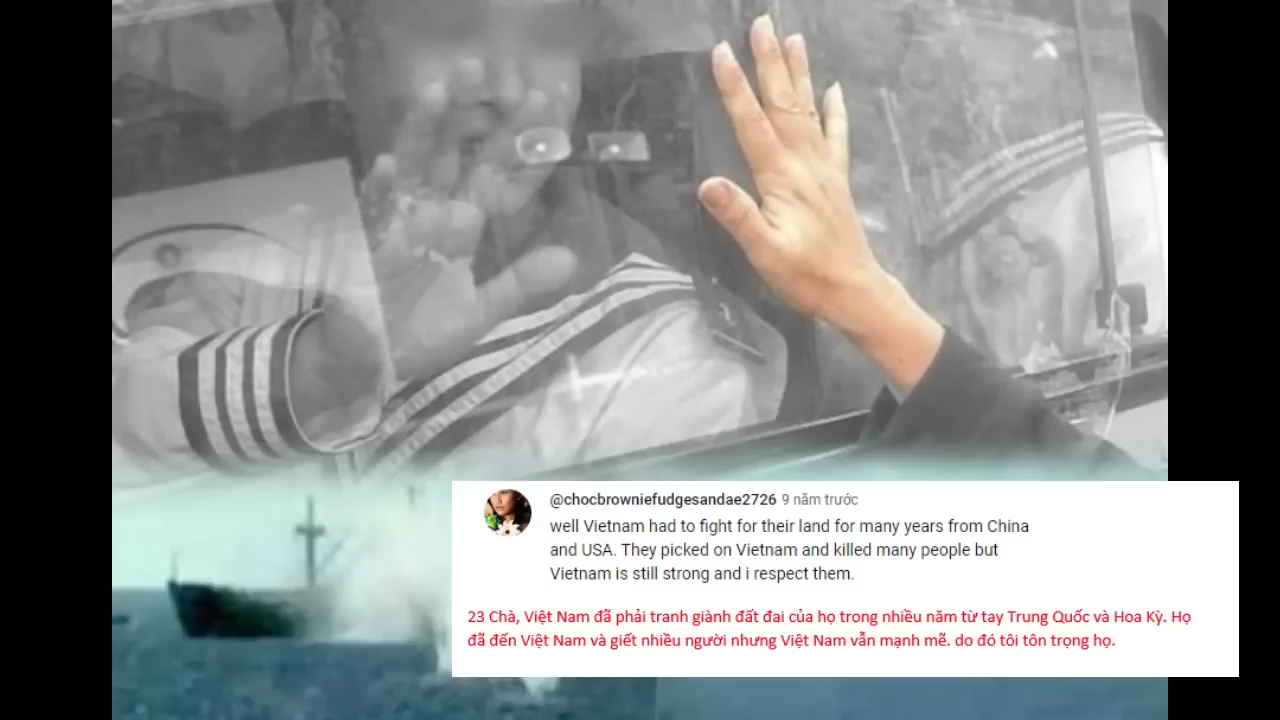 @chocbrowniefudgesandae2726 9 năm trước
well Vietnam had to fight for their land for many years from China
and USA. They picked on Vietnam and killed many people but
Vietnam is still strong and i respect them.
23 Chà, Việt Nam đã phải tranh giành đất đai của họ trong nhiều năm từ tay Trung Quốc và Hoa Kỳ. Họ
đã đến Việt Nam và giết nhiều người nhưng Việt Nam vẫn mạnh mẽ. do đó tôi tôn trọng họ.